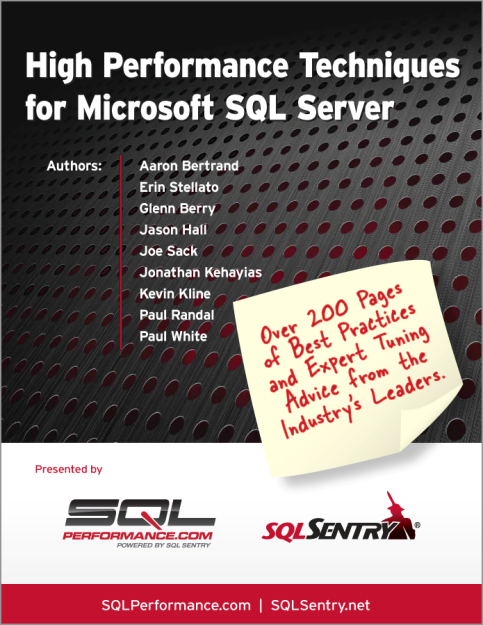 High Performance Techniques
for Microsoft SQL Server
Authors:
Aaron Bertrand
Erin Stellato
Glenn Berry
Jason Hall
Joe Sack
Jonathan Kehayias
Kevin Kline
Paul Randal
Paul White
Over 200 Pages
of Best Practices
and Expert Tuning
Advice from the
Industry's Leaders.
Presented by
SQL
PERFORMANCE.COM
POWERED BY SQL SENTRY
SQLSENTRY®
SQLPerformance.com | SQLSentry.net